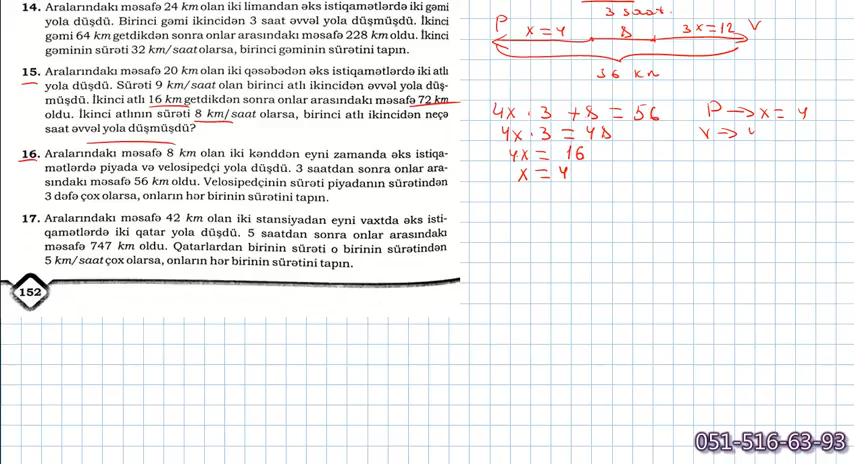 14. Aralarındakı məsafə 24 km olan iki limandan əks istiqamətlərdə iki gəmi
yola düşdü. Birinci gəmi ikincidən 3 saat əvvəl yola düşmüşdü. İkinci
gəmi 64 km getdikdən sonra onlar arasındakı məsafə 228 km oldu. İkinci
gəminin sürəti 32 km/saat olarsa, birinci gəminin sürətini tapın.
15. Aralarındakı məsafə 20 km olan iki qəsəbədən əks istiqamətlərdə iki atlı
yola düşdü. Sürəti 9 km/saat olan birinci atlı ikincidən əvvəl yola düş-
müşdü. İkinci atlı 16 km getdikdən sonra onlar arasındakı məsafə 72 km
oldu. İkinci atlının sürəti 8 km/saat olarsa, birinci atlı ikincidən neçə
saat əvvəl yola düşmüşdü?
16. Aralarındakı məsafə 8 km olan iki kənddən eyni zamanda əks istiqa-
mətlərdə piyada və velosipedçi yola düşdü. 3 saatdan sonra onlar ara-
sındakı məsafə 56 km oldu. Velosipedçinin sürəti piyadanın sürətindən
3 dəfə çox olarsa, onların hər birinin sürətini tapın.
17. Aralarındakı məsafə 42 km olan iki stansiyadan eyni vaxtda əks isti-
qamətlərdə iki qatar yola düşdü. 5 saatdan sonra onlar arasındakı
məsafə 747 km oldu. Qatarlardan birinin sürəti o birinin sürətindən
5 km/saat çox olarsa, onların hər birinin sürətini tapın.
152
3 saat.
P x=4 8 3x=12 V
36 km
4x·3+8=56
4x·3=48
4x=16
x=4
P→x=4
V→
051-516-63-93